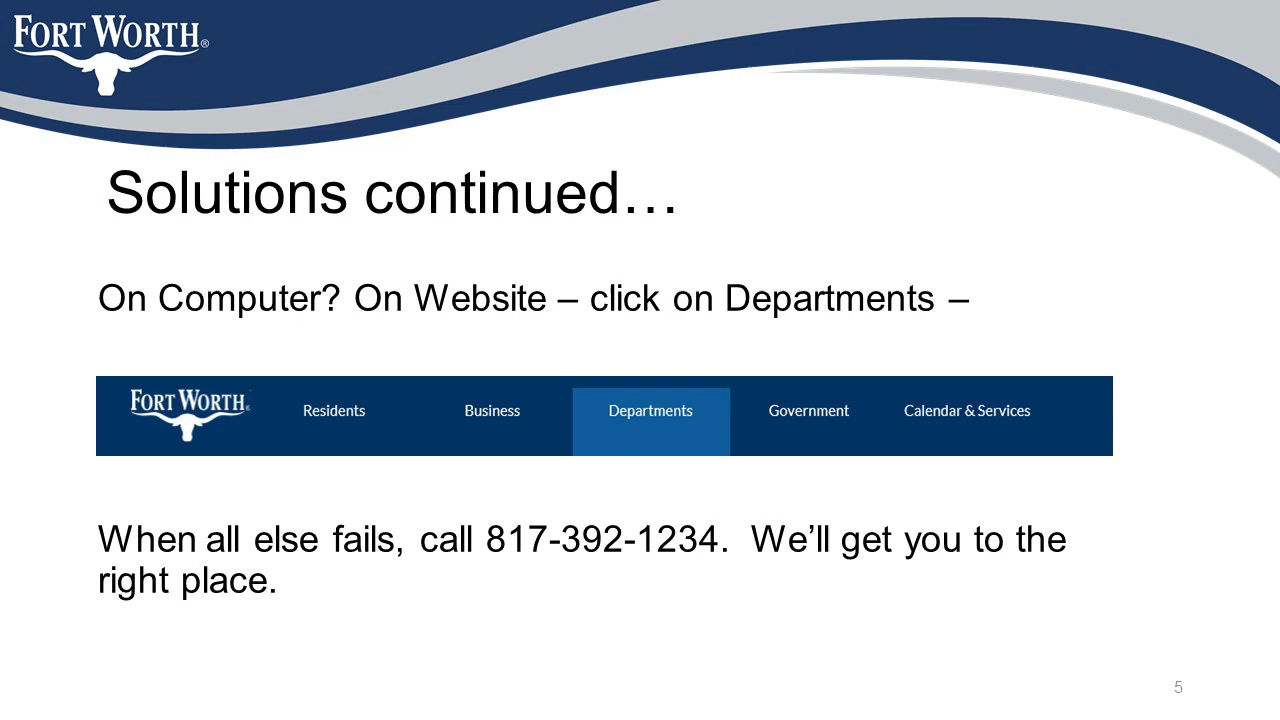 FORT WORTH®
Solutions continued…
On Computer? On Website – click on Departments –
FORT WORTH® Residents Business Departments Government Calendar & Services
When all else fails, call 817-392-1234.  We’ll get you to the
right place.
5